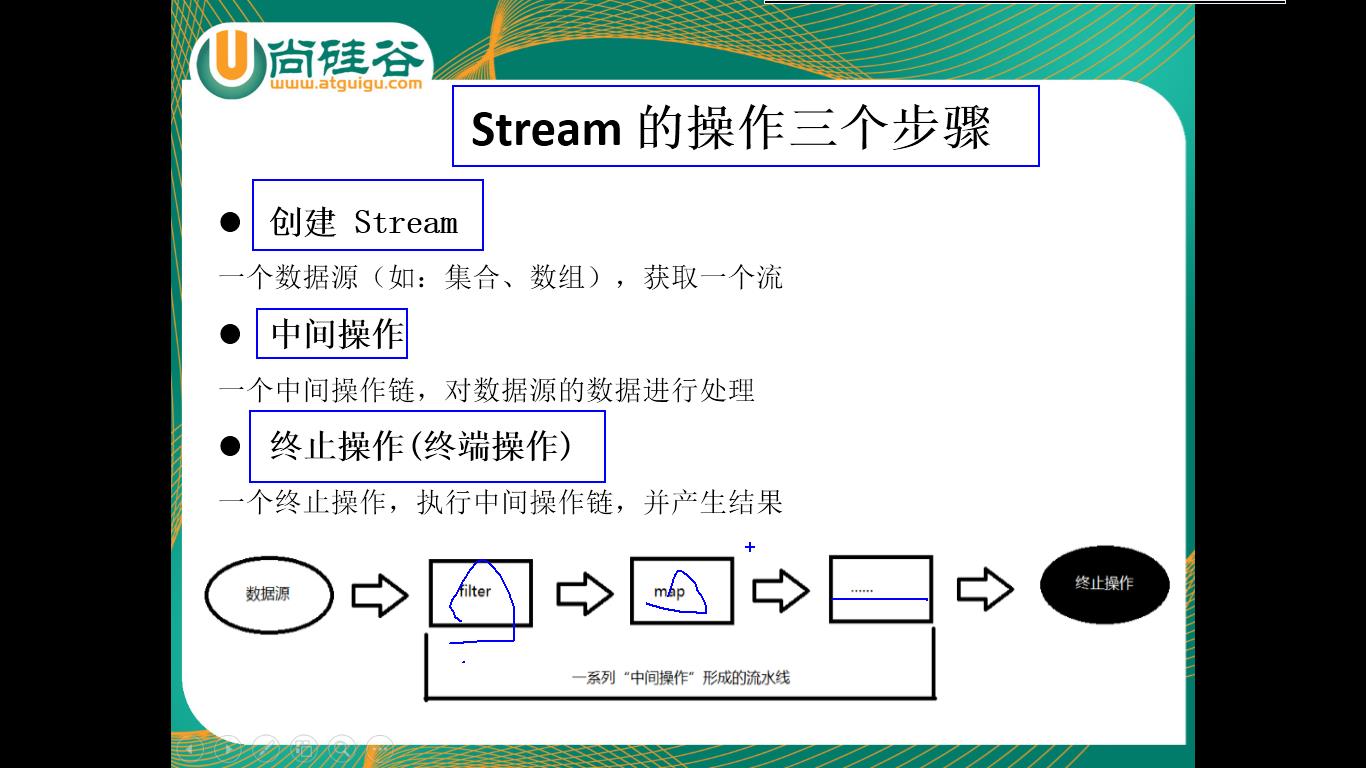 尚硅谷
www.atguigu.com
Stream 的操作三个步骤
创建 Stream
一个数据源（如：集合、数组），获取一个流
中间操作
一个中间操作链，对数据源的数据进行处理
终止操作(终端操作)
一个终止操作，执行中间操作链，并产生结果
数据源
filter
map
......
终止操作
一系列“中间操作”形成的流水线